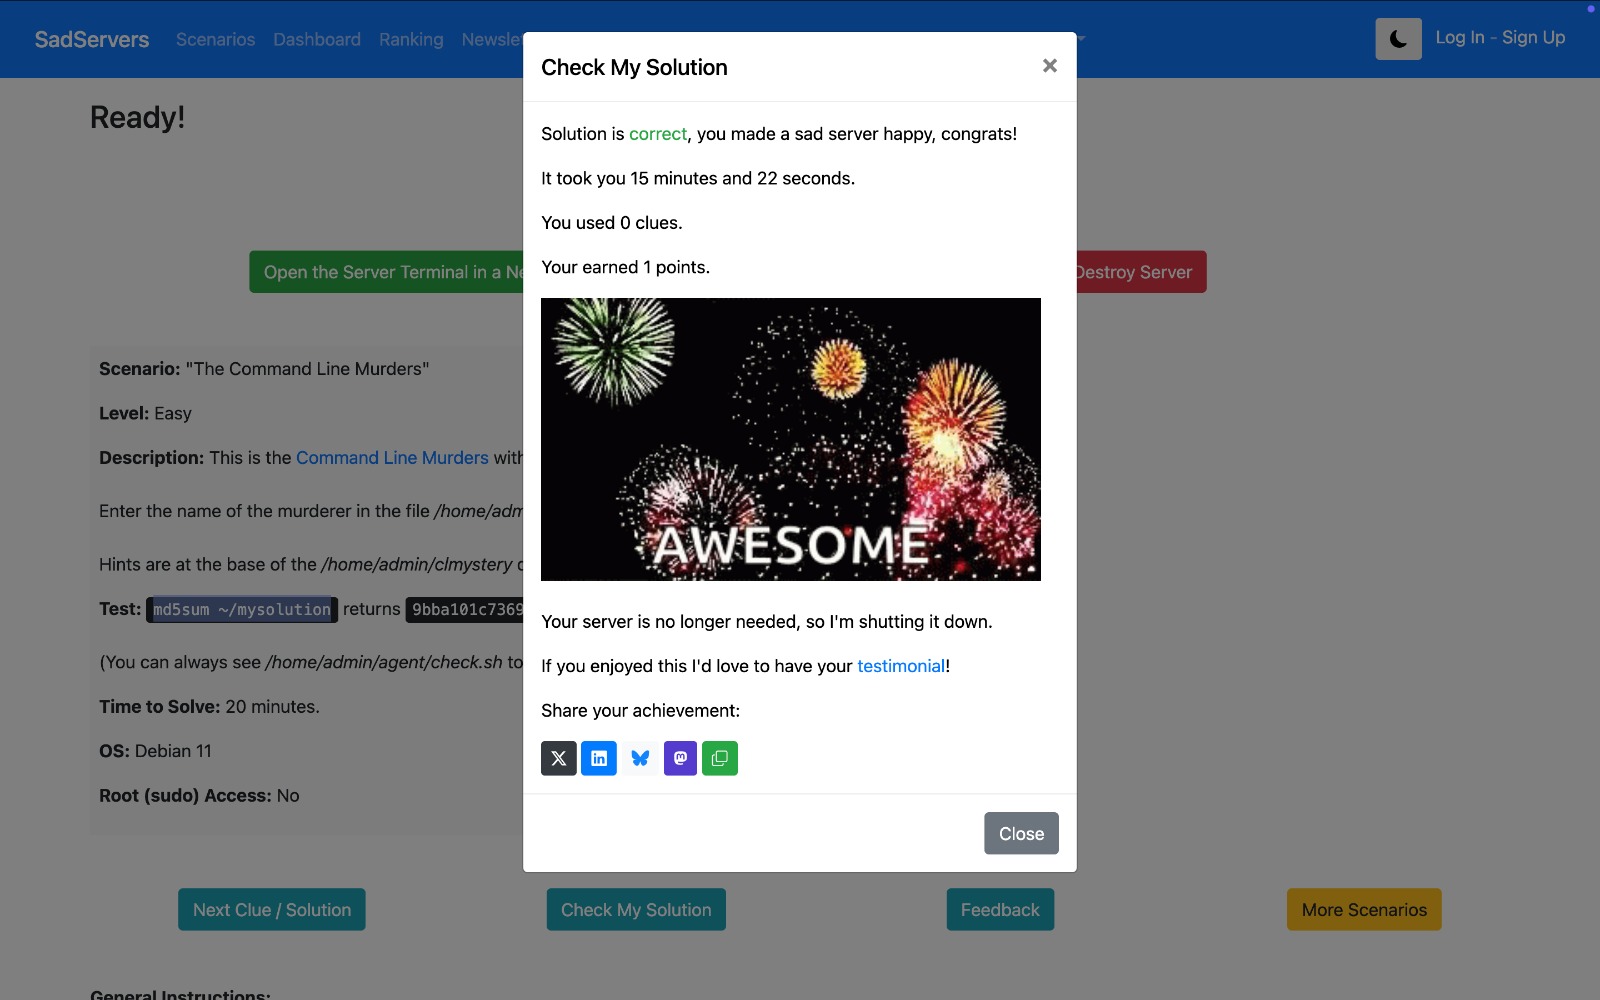 SadServers Scenarios Dashboard Ranking Log In - Sign Up
Check My Solution
Ready!
Solution is correct, you made a sad server happy, congrats!
It took you 15 minutes and 22 seconds.
You used 0 clues.
Your earned 1 points.
Open the Server Terminal in a
Destroy Server
AWESOME
Scenario: "The Command Line Murders"
Level: Easy
Description: This is the Command Line Murders with
Enter the name of the murderer in the file /home/adm
Hints are at the base of the /home/admin/clmystery
Test: md5sum ~/mysolution returns 9bba101c7369
(You can always see /home/admin/agent/check.sh to
Time to Solve: 20 minutes.
OS: Debian 11
Root (sudo) Access: No
Your server is no longer needed, so I'm shutting it down.
If you enjoyed this I'd love to have your testimonial!
Share your achievement:
Close
Next Clue / Solution Check My Solution Feedback More Scenarios
General Instructions: